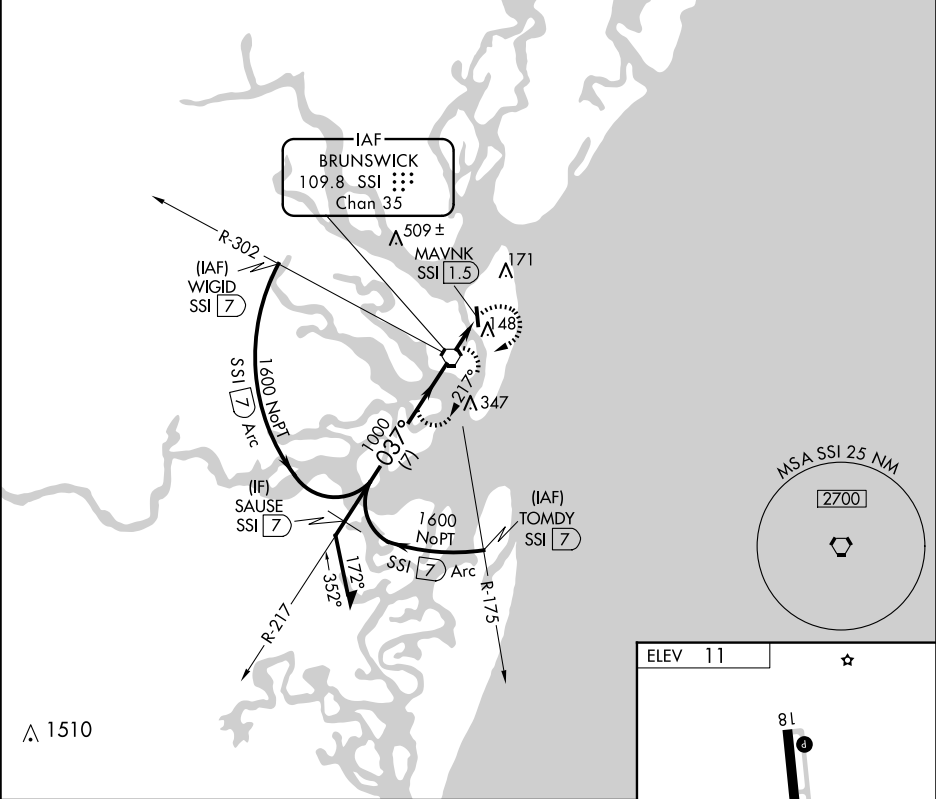 IAF
BRUNSWICK
109.8 SSI
Chan 35
R-302
509 ±
MAVNK
SSI 1.5
171
(IAF)
WIGID
SSI 7
148
1600 NoPT
SSI 7 Arc
217°
347
1000
037°
(7)
MSA SSI 25 NM
2700
(IF)
SAUSE
SSI 7
(IAF)
TOMDY
SSI 7
1600
NoPT
SSI 7 Arc
172°
352°
R-175
R-217
ELEV 11
18
P
1510